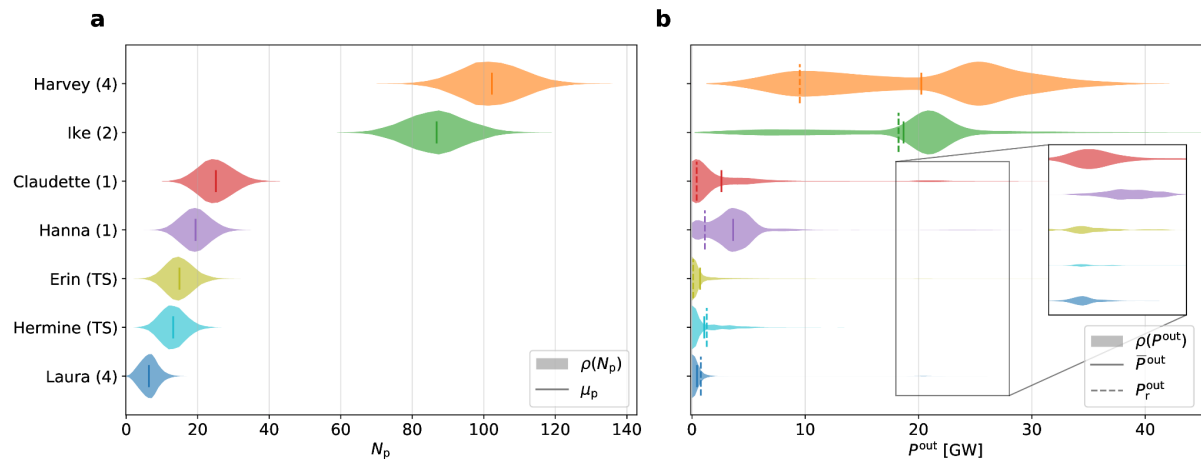 a
b
Harvey (4)
Ike (2)
Claudette (1)
Hanna (1)
Erin (TS)
Hermine (TS)
Laura (4)
ρ(N_p)
μ_p
0 20 40 60 80 100 120 140
N_p
ρ(P^out)
P̅^out
P_r^out
0 10 20 30 40
P^out [GW]